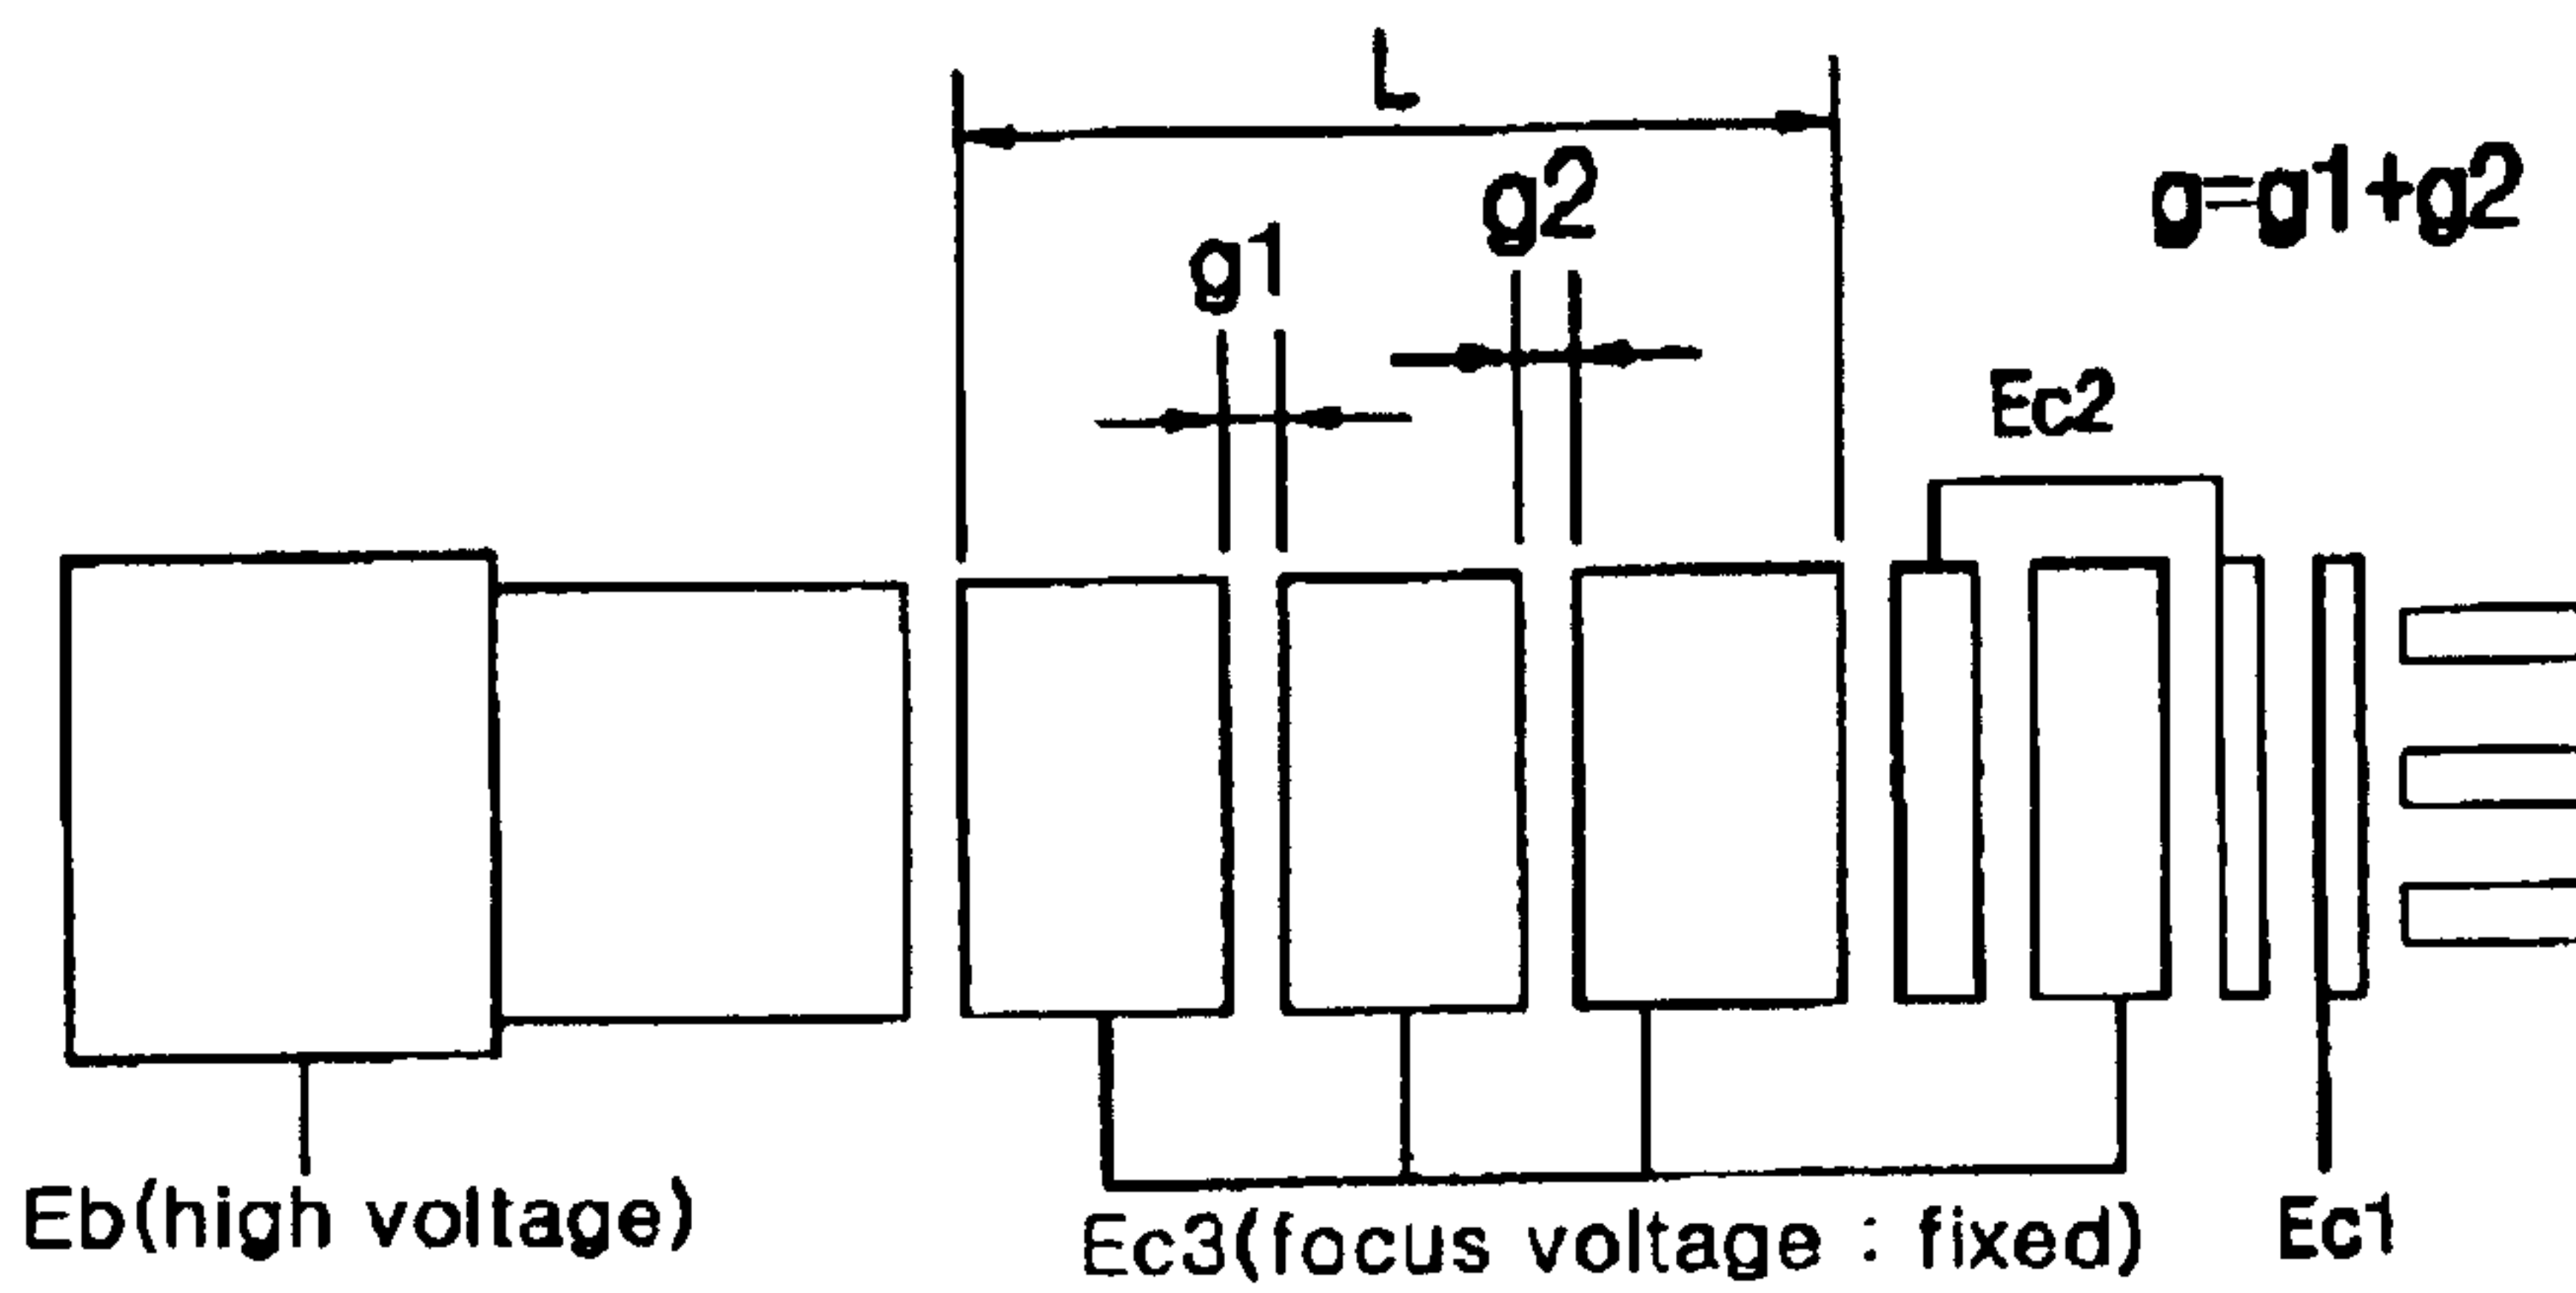 L
g2
g=g1+g2
g1
Ec2
Eb(high voltage)
Ec3(focus voltage : fixed)
Ec1